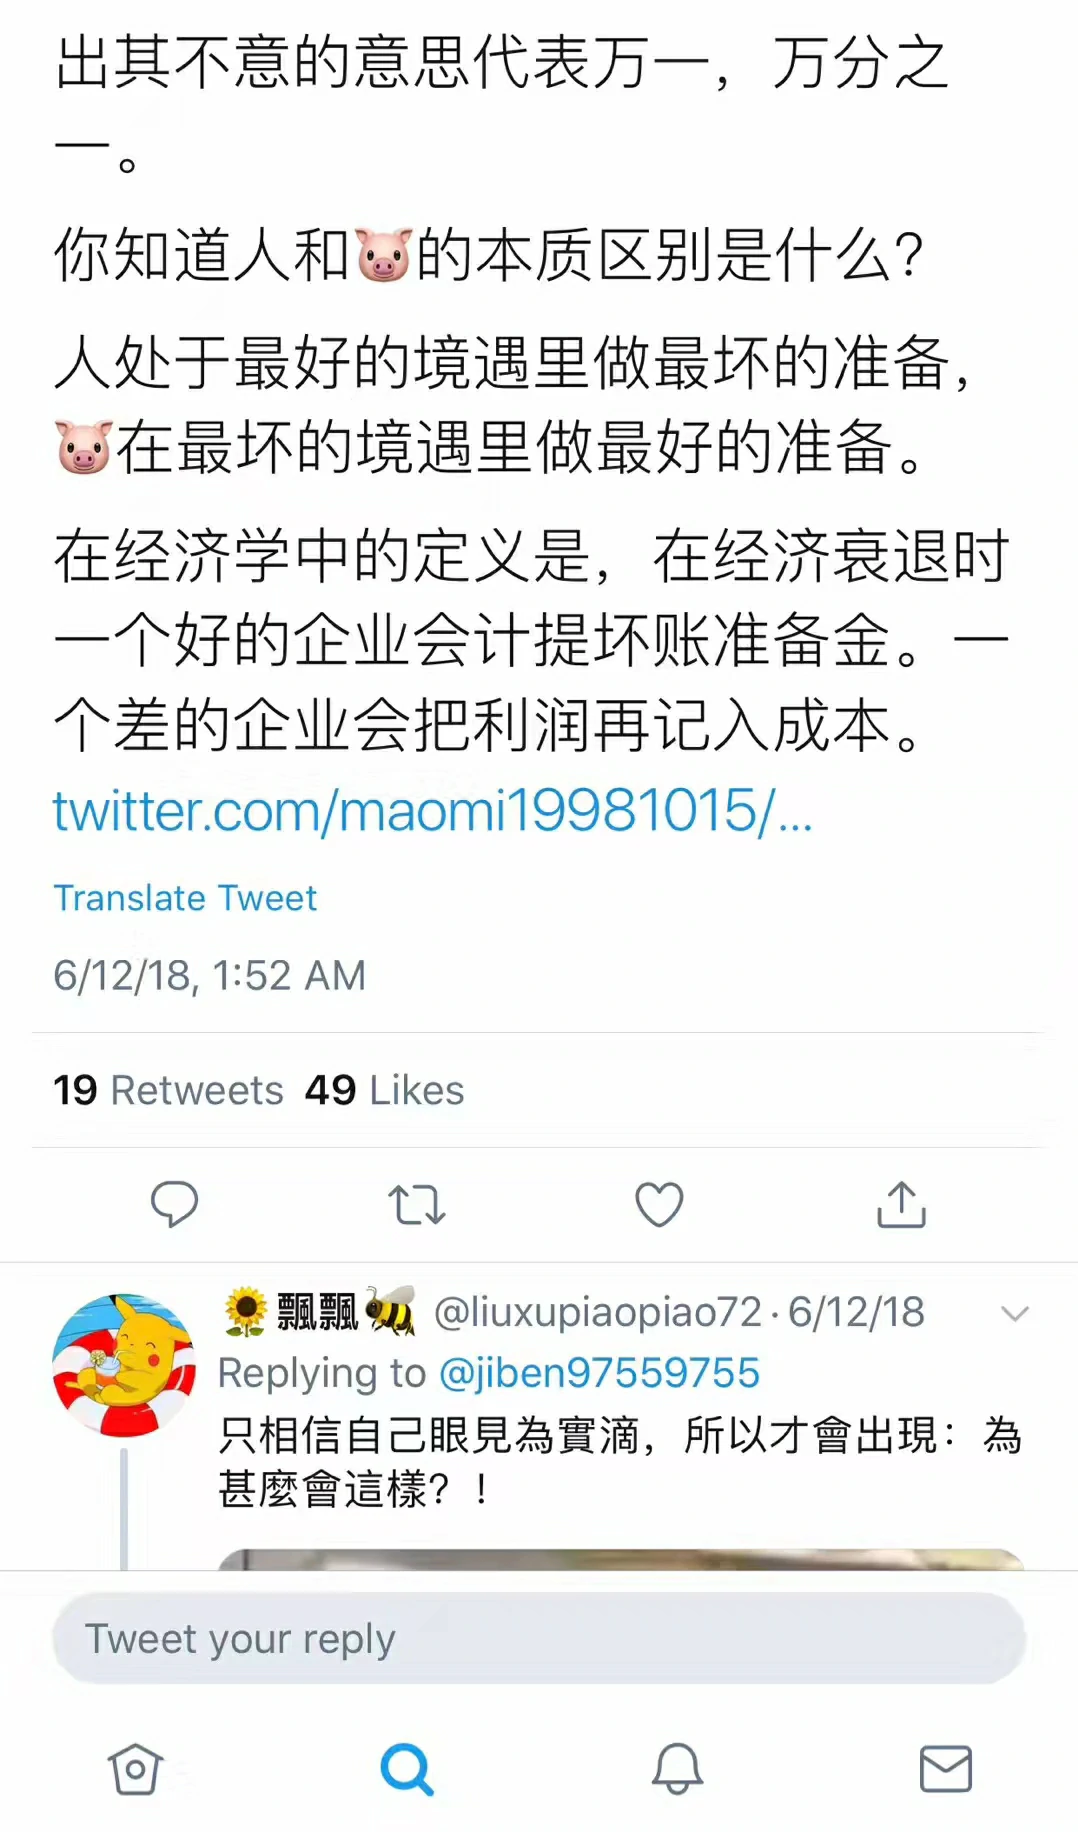 出其不意的意思代表万一，万分之
一。
你知道人和🐷的本质区别是什么？
人处于最好的境遇里做最坏的准备，
🐷在最坏的境遇里做最好的准备。
在经济学中的定义是，在经济衰退时
一个好的企业会计提坏账准备金。一
个差的企业会把利润再记入成本。
twitter.com/maomi19981015/...
Translate Tweet
6/12/18, 1:52 AM
19 Retweets 49 Likes
🌻飄飄🐝 @liuxupiaopiao72 · 6/12/18
Replying to @jiben97559755
只相信自己眼見為實滴，所以才會出現：為
甚麼會這樣？！
Tweet your reply